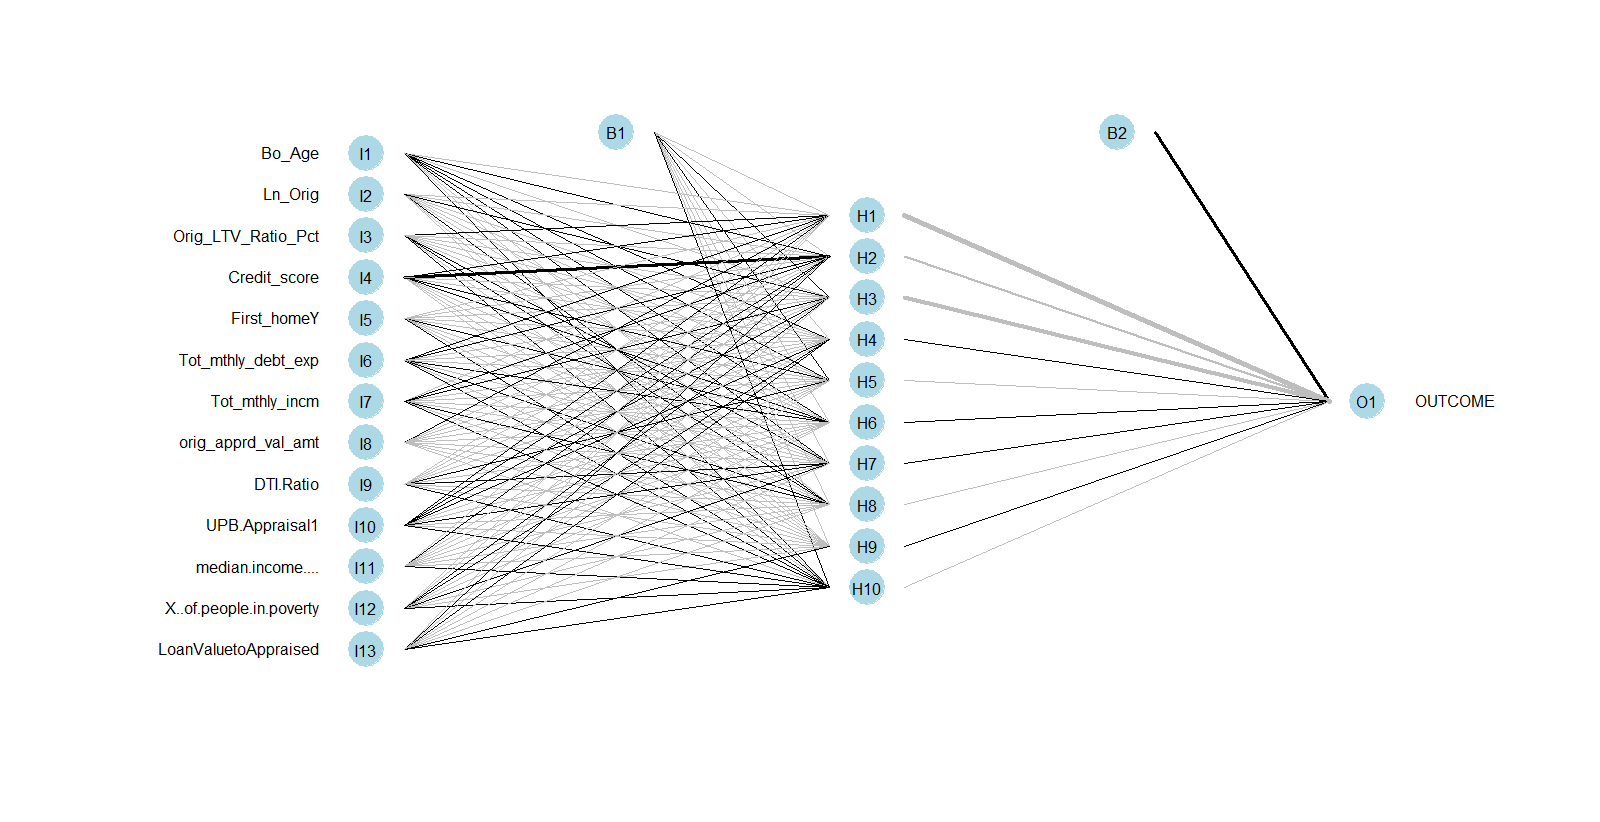 B1
B2
Bo_Age I1
Ln_Orig I2
H1
Orig_LTV_Ratio_Pct I3
H2
Credit_score I4
H3
First_homeY I5
H4
Tot_mthly_debt_exp I6
H5
Tot_mthly_incm I7
O1 OUTCOME
H6
orig_apprd_val_amt I8
H7
DTI.Ratio I9
H8
UPB.Appraisal1 I10
H9
median.income.... I11
H10
X..of.people.in.poverty I12
LoanValuetoAppraised I13